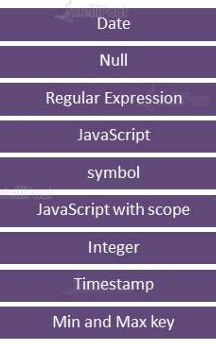 Date
Null
Regular Expression
JavaScript
symbol
JavaScript with scope
Integer
Timestamp
Min and Max key